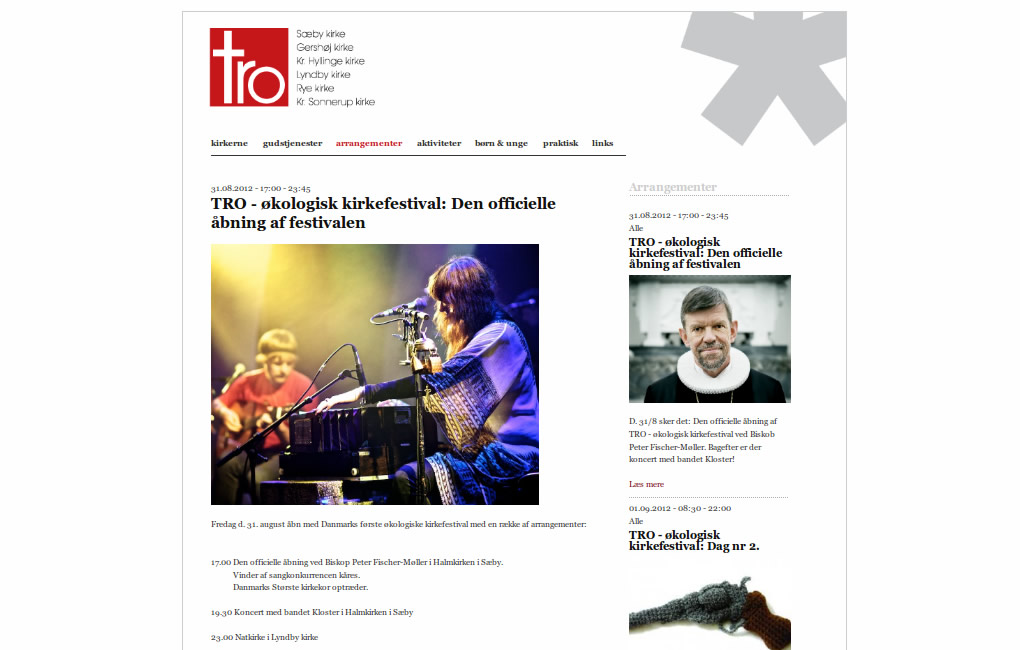 tro
Sæby kirke
Gershøj kirke
Kr. Hyllinge kirke
Lyndby kirke
Rye kirke
Kr. Sonnerup kirke
kirkerne gudstjenester arrangementer aktiviteter børn & unge praktisk links
31.08.2012 - 17:00 - 23:45
TRO - økologisk kirkefestival: Den officielle
åbning af festivalen
Fredag d. 31. august åbn med Danmarks første økologiske kirkefestival med en række af arrangementer:
17.00 Den officielle åbning ved Biskop Peter Fischer-Møller i Halmkirken i Sæby.
Vinder af sangkonkurrencen kåres.
Danmarks Største kirkekor optræder.
19.30 Koncert med bandet Kloster i Halmkirken i Sæby
23.00 Natkirke i Lyndby kirke
Arrangementer
31.08.2012 - 17:00 - 23:45
Alle
TRO - økologisk
kirkefestival: Den officielle
åbning af festivalen
D. 31/8 sker det: Den officielle åbning af
TRO - økologisk kirkefestival ved Biskob
Peter Fischer-Møller. Bagefter er der
koncert med bandet Kloster!
Læs mere
01.09.2012 - 08:30 - 22:00
Alle
TRO - økologisk
kirkefestival: Dag nr 2.